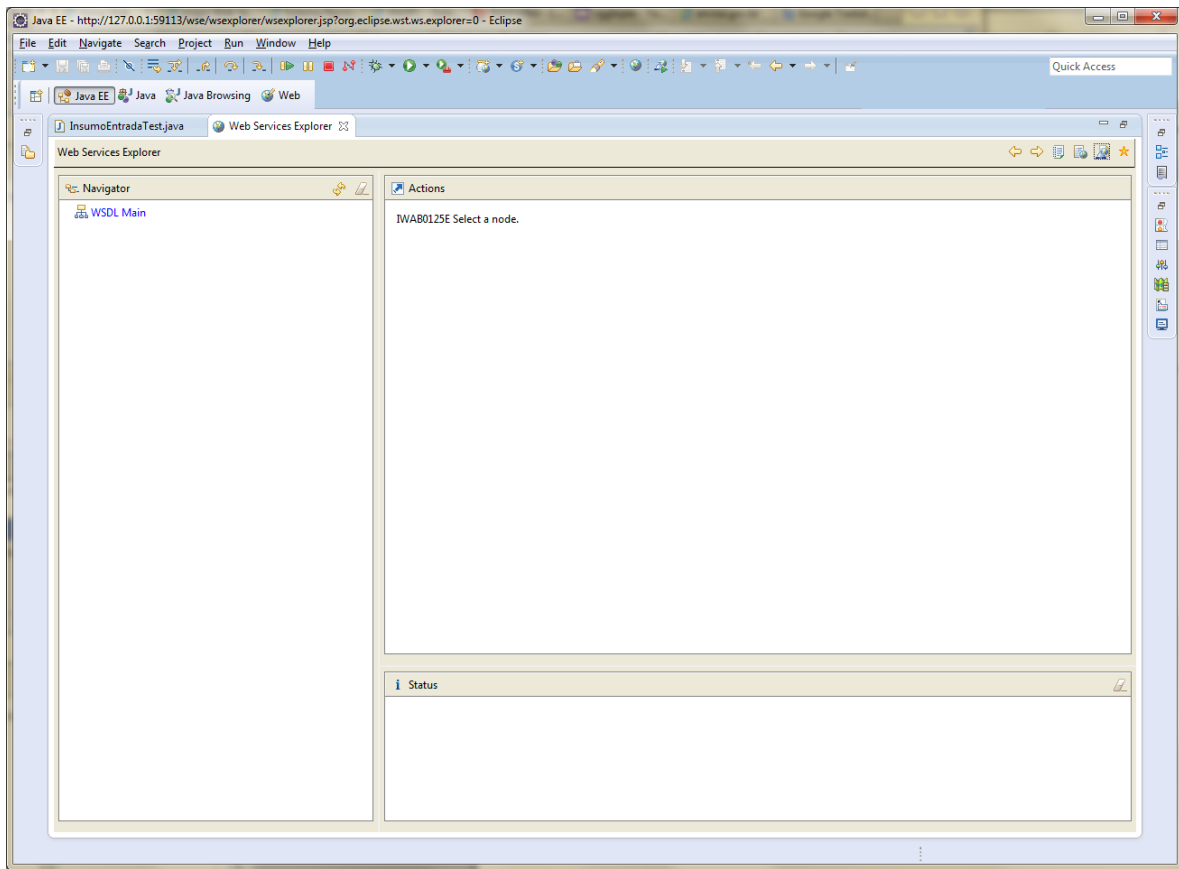 Java EE - http://127.0.0.1:59113/wse/wsexplorer/wsexplorer.jsp?org.eclipse.wst.ws.explorer=0 - Eclipse
File Edit Navigate Search Project Run Window Help
Quick Access
Java EE Java Java Browsing Web
InsumoEntradaTest.java Web Services Explorer
Web Services Explorer
Navigator Actions
WSDL Main
IWAB0125E Select a node.
Status